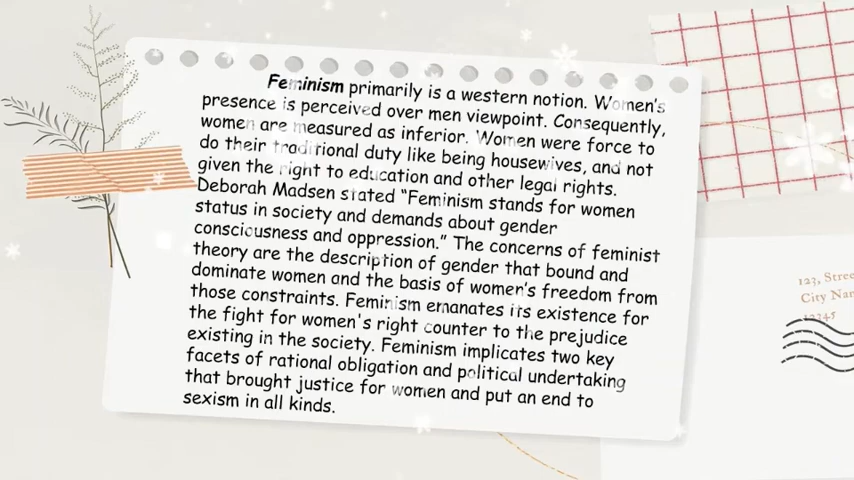 Feminism primarily is a western notion. Women's
presence is perceived over men viewpoint. Consequently,
women are measured as inferior. Women were force to
do their traditional duty like being housewives, and not
given the right to education and other legal rights.
Deborah Madsen stated “Feminism stands for women
status in society and demands about gender
consciousness and oppression.” The concerns of feminist
theory are the description of gender that bound and
dominate women and the basis of women's freedom from
those constraints. Feminism emanates its existence for
the fight for women's right counter to the prejudice
existing in the society. Feminism implicates two key
facets of rational obligation and political undertaking
that brought justice for women and put an end to
sexism in all kinds.
123,
City
12345